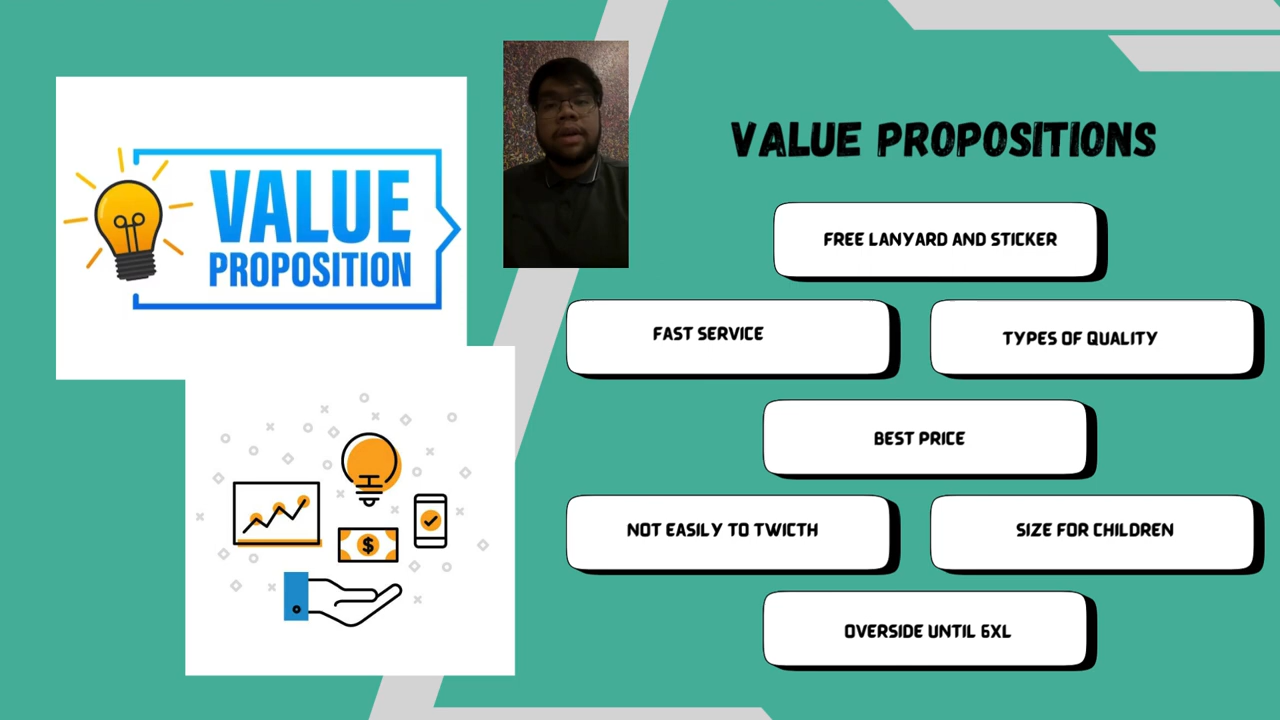 VALUE
PROPOSITION
$
VALUE PROPOSITIONS
FREE LANYARD AND STICKER
FAST SERVICE
TYPES OF QUALITY
BEST PRICE
NOT EASILY TO TWICTH
SIZE FOR CHILDREN
OVERSIDE UNTIL 6XL